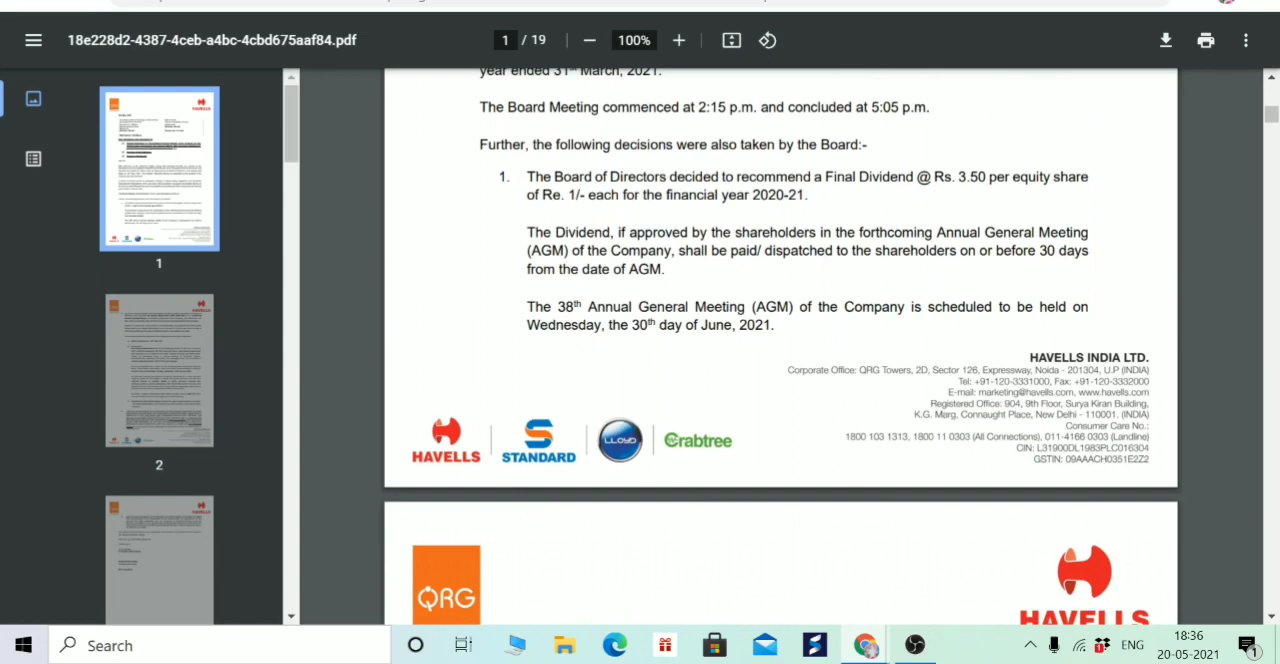 18e228d2-4387-4ceb-a4bc-4cbd675aaf84.pdf
1 / 19
100%
year ended 31st March, 2021.
The Board Meeting commenced at 2:15 p.m. and concluded at 5:05 p.m.
Further, the following decisions were also taken by the Board:-
1. The Board of Directors decided to recommend a Final Dividend @ Rs. 3.50 per equity share
of Re. 1/- each for the financial year 2020-21.
The Dividend, if approved by the shareholders in the forthcoming Annual General Meeting
(AGM) of the Company, shall be paid/ dispatched to the shareholders on or before 30 days
from the date of AGM.
The 38th Annual General Meeting (AGM) of the Company is scheduled to be held on
Wednesday, the 30th day of June, 2021.
HAVELLS INDIA LTD.
Corporate Office: QRG Towers, 2D, Sector 126, Expressway, Noida - 201304, U.P (INDIA)
Tel: +91-120-3331000, Fax: +91-120-3332000
E-mail: marketing@havells.com, www.havells.com
Registered Office: 904, 9th Floor, Surya Kiran Building,
K.G. Marg, Connaught Place, New Delhi - 110001. (INDIA)
Consumer Care No.:
1800 103 1313, 1800 11 0303 (All Connections), 011-4166 0303 (Landline)
CIN: L31900DL1983PLC016304
GSTIN: 09AAACH0351E2Z2
HAVELLS
STANDARD
LLOYD
Crabtree
QRG
HAVELLS
1
2
Search
ENG
18:36
20-05-2021